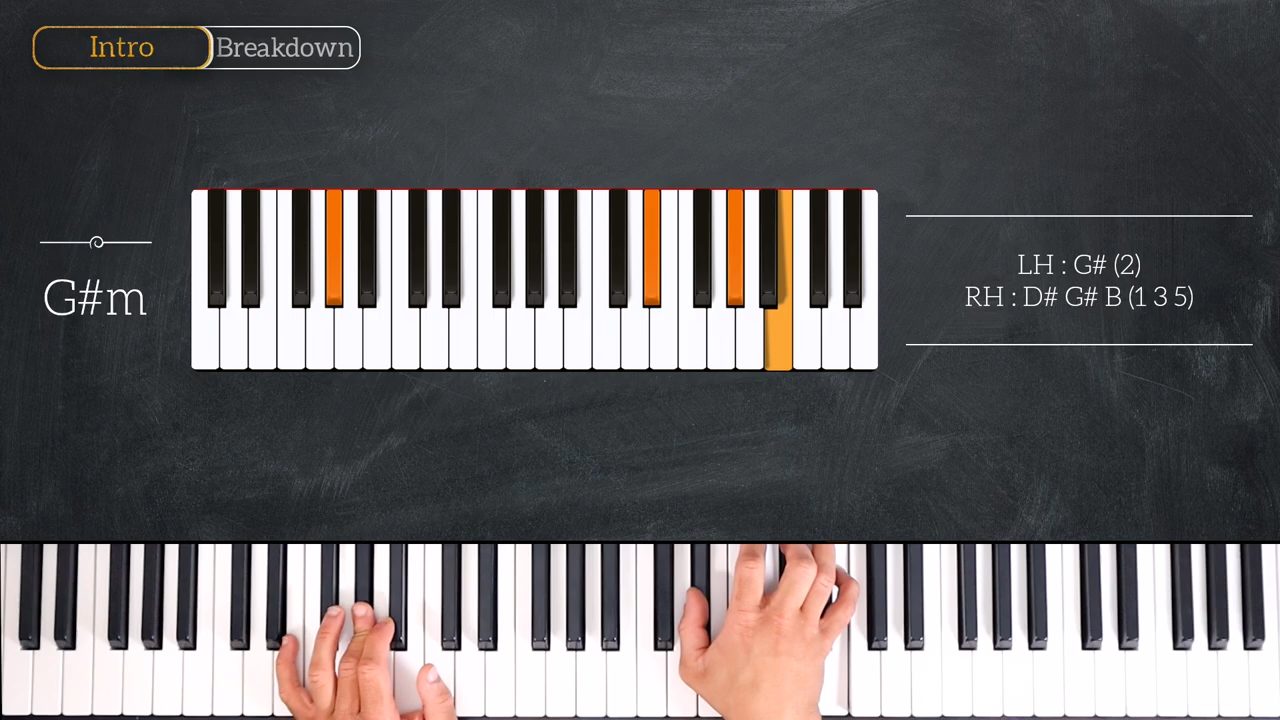 Intro Breakdown
G#m
LH : G# (2)
RH : D# G# B (1 3 5)